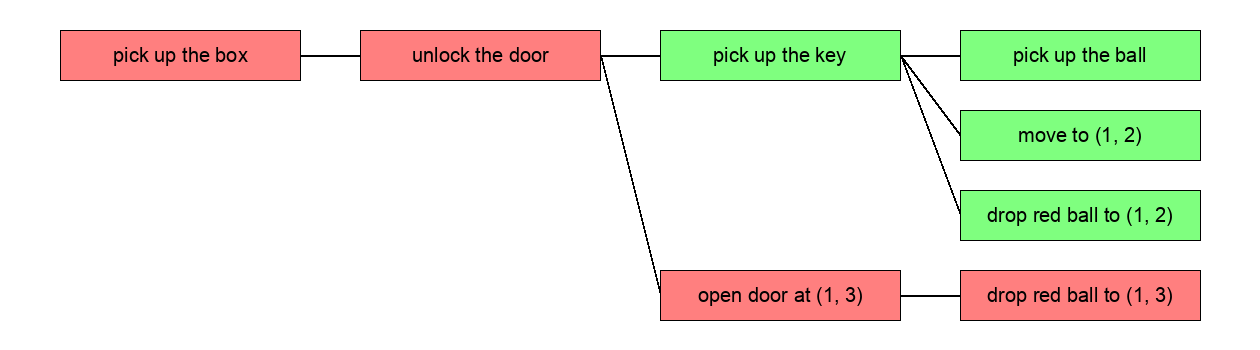 pick up the box
unlock the door
pick up the key
pick up the ball
move to (1, 2)
drop red ball to (1, 2)
open door at (1, 3)
drop red ball to (1, 3)